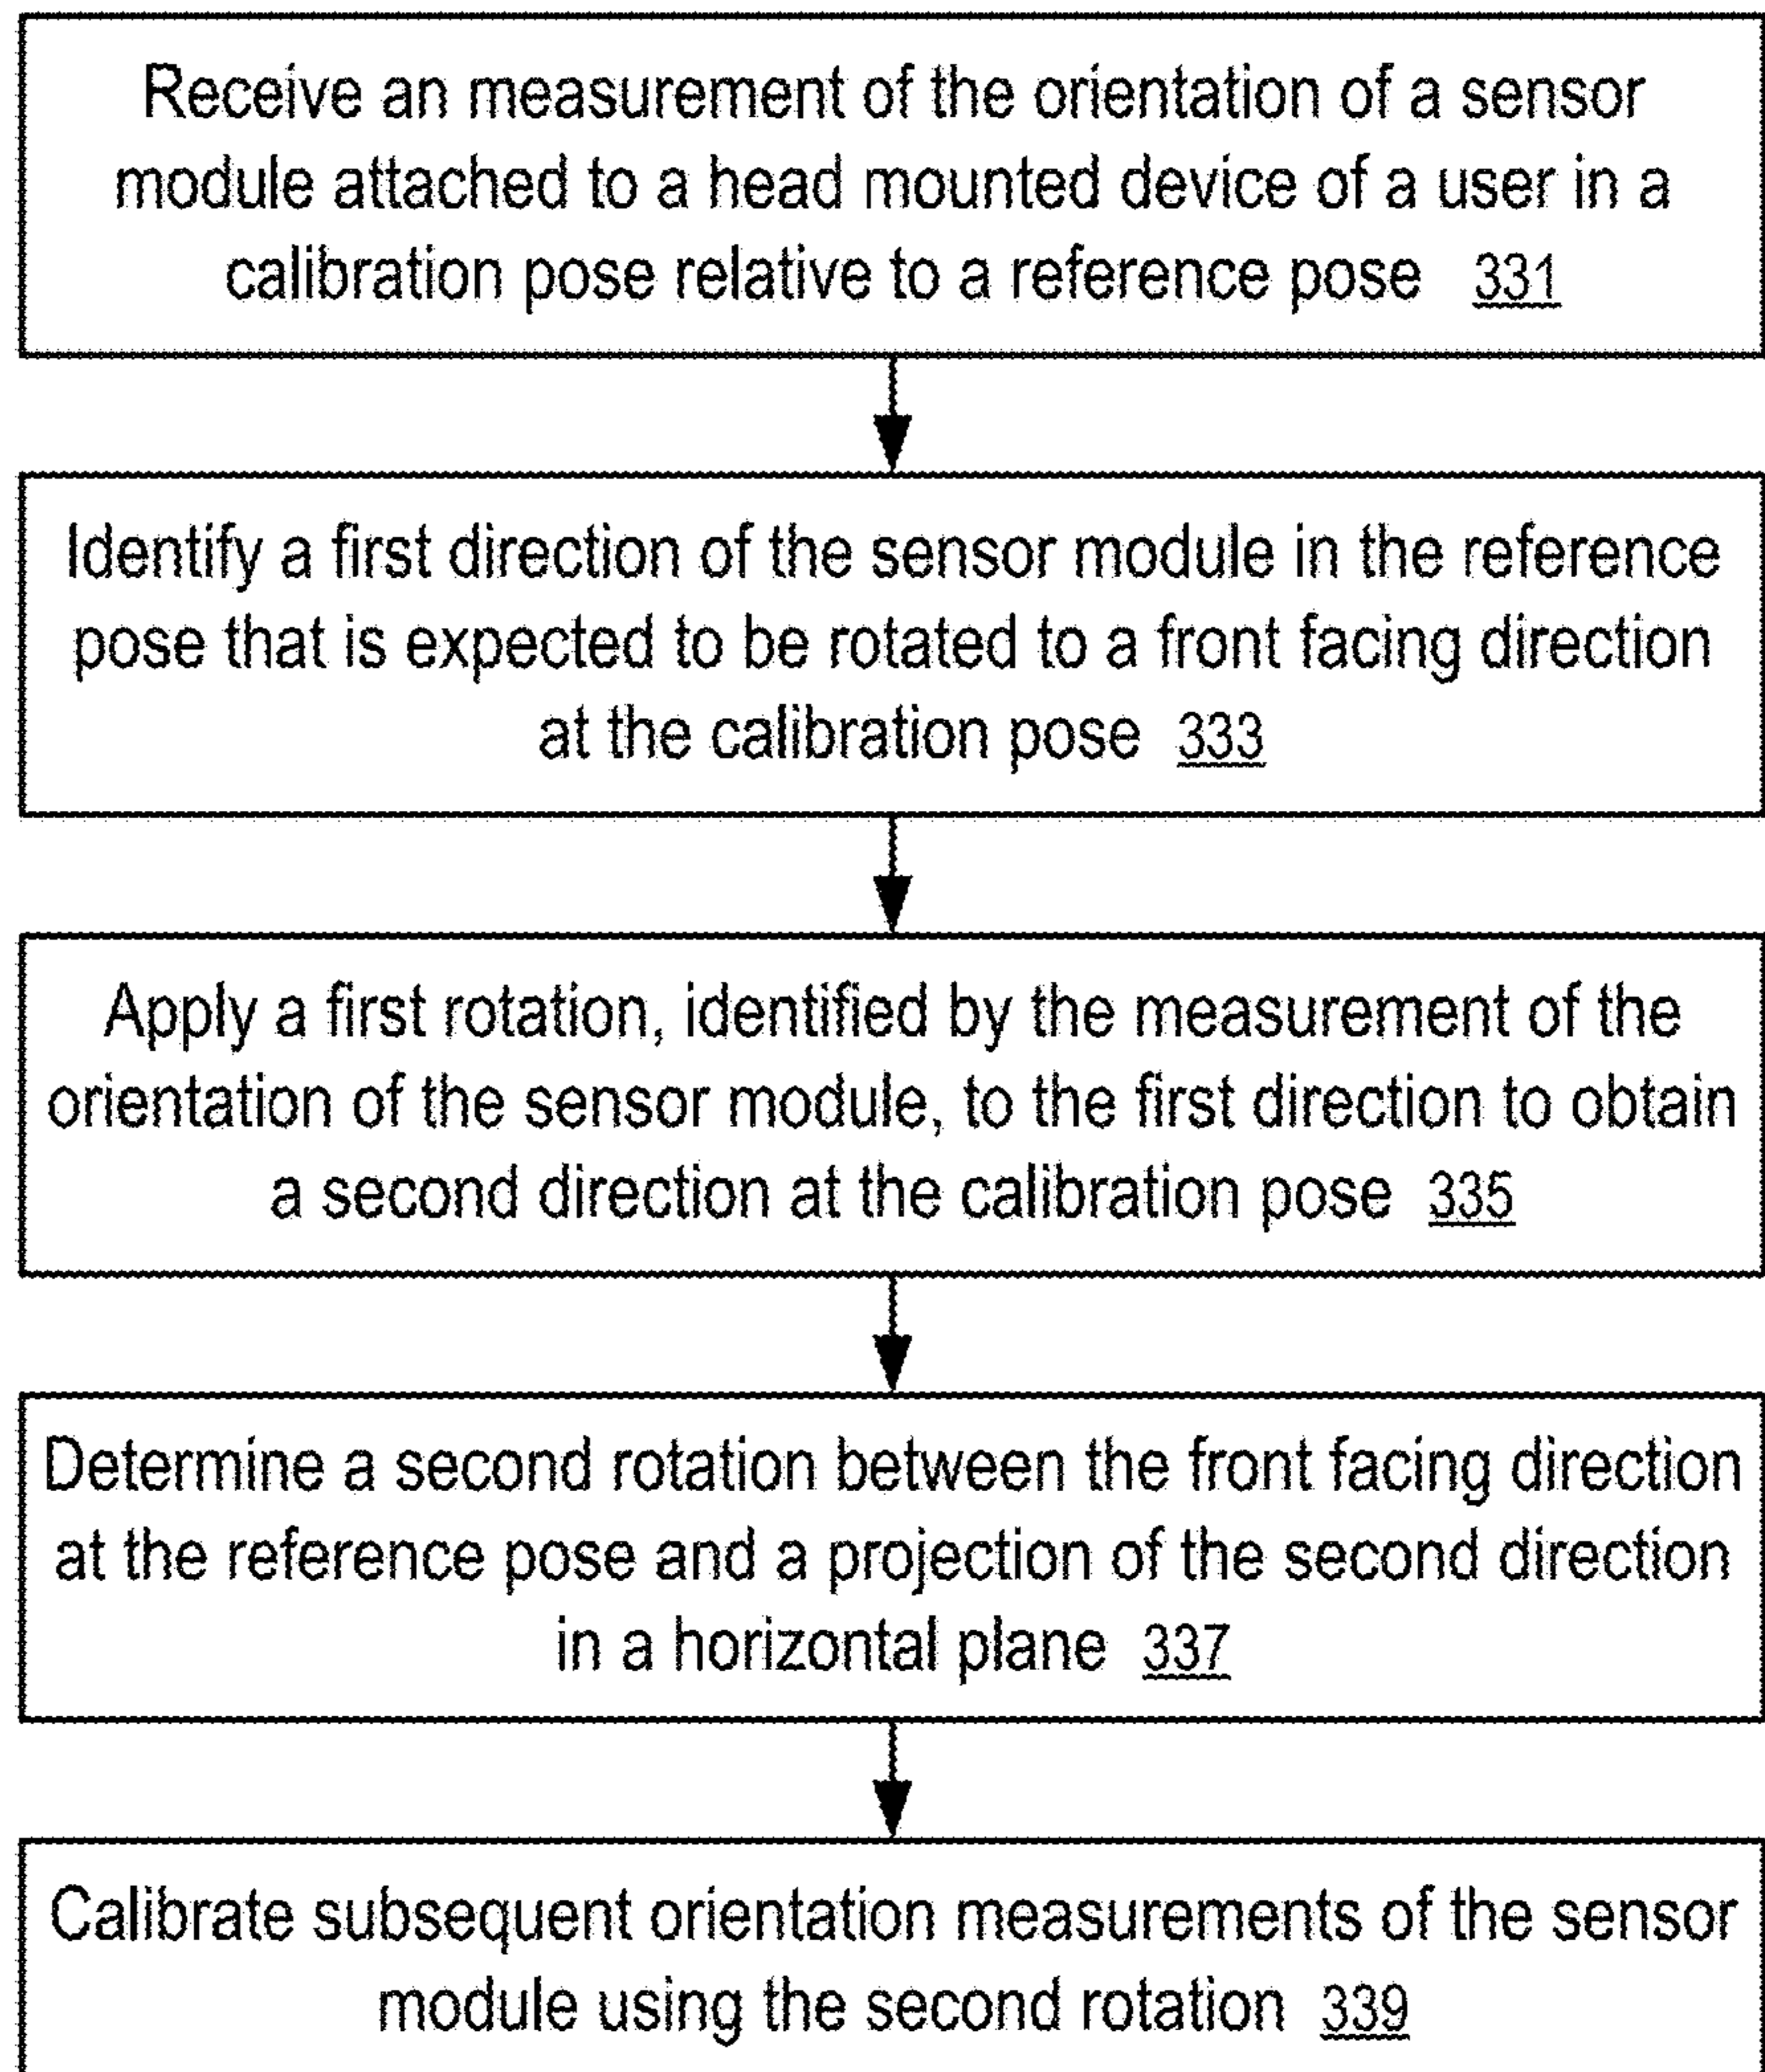 Receive an measurement of the orientation of a sensor
module attached to a head mounted device of a user in a
calibration pose relative to a reference pose 331
Identify a first direction of the sensor module in the reference
pose that is expected to be rotated to a front facing direction
at the calibration pose 333
Apply a first rotation, identified by the measurement of the
orientation of the sensor module, to the first direction to obtain
a second direction at the calibration pose 335
Determine a second rotation between the front facing direction
at the reference pose and a projection of the second direction
in a horizontal plane 337
Calibrate subsequent orientation measurements of the sensor
module using the second rotation 339